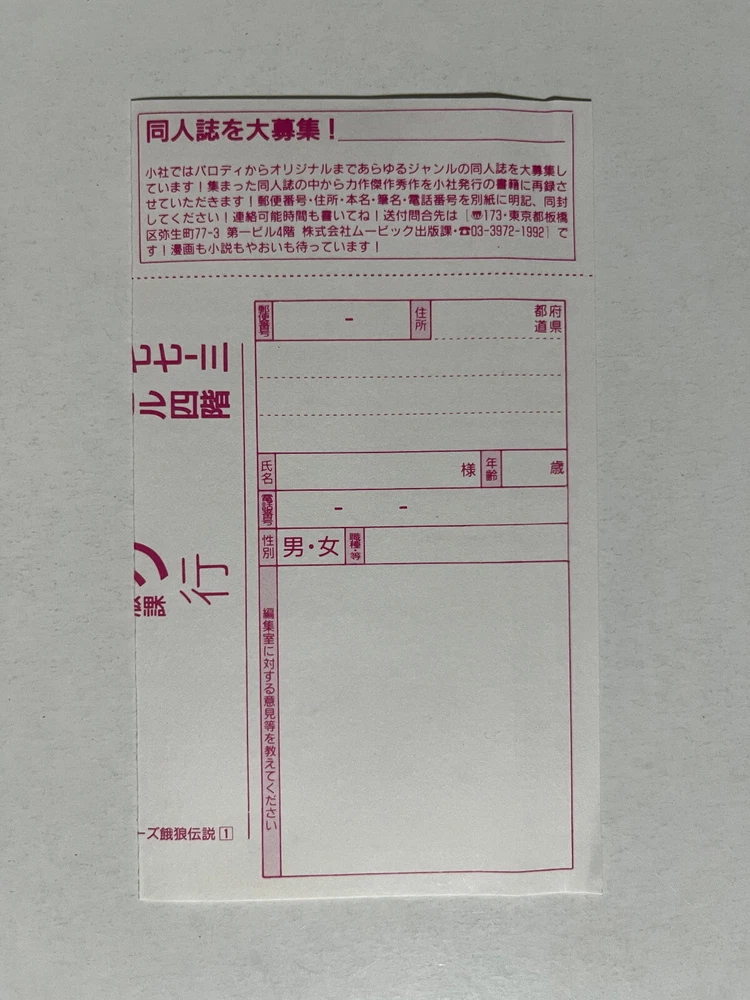 同人誌を大募集！
小社ではパロディからオリジナルまであらゆるジャンルの同人誌を大募集し
ています！集まった同人誌の中から力作傑作秀作を小社発行の書籍に再録さ
せていただきます！郵便番号・住所・本名・筆名・電話番号を別紙に明記、同封
してください！連絡可能時間も書いてね！送付問合先は［〠173・東京都板橋
区弥生町77-3 第一ビル4階 株式会社ムービック出版課・☎03-3972-1992］で
す！漫画も小説もやおいも待っています！
郵便番号
-
住所
都府
道県
氏名
様
年齢
歳
電話番号
- -
性別
男・女
職種・等
編集室に対する意見等を教えてください
七七-三
ル四階
ク
課
行
ーズ餓狼伝説1